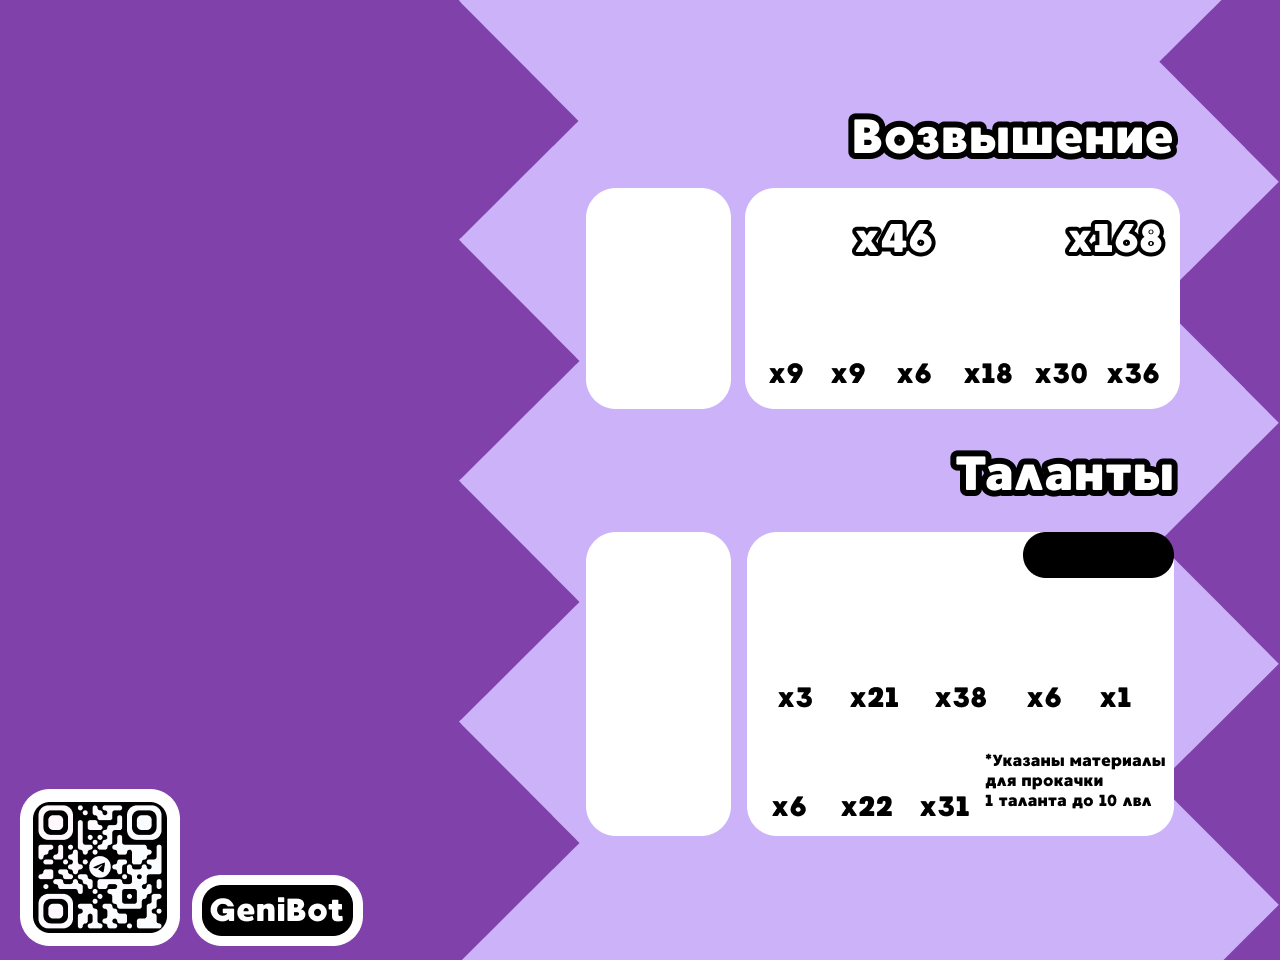 Возвышение
x46 x168
x9 x9 x6 x18 x30 x36
Таланты
x3 x21 x38 x6 x1
*Указаны материалы
для прокачки
1 таланта до 10 лвл
x6 x22 x31
GeniBot